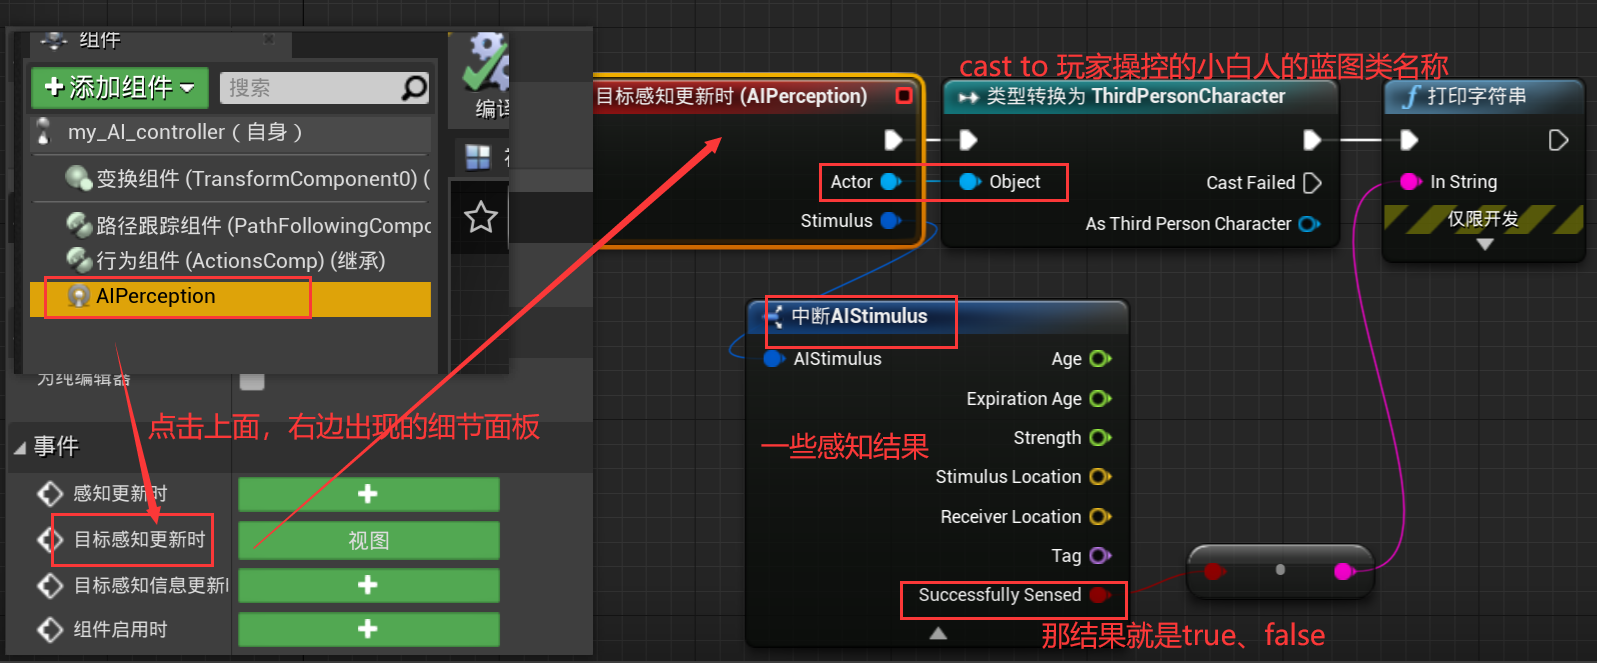 组件
添加组件
搜索
编译
my_AI_controller（自身）
变换组件 (TransformComponent0) (
路径跟踪组件 (PathFollowingCompo
行为组件 (ActionsComp) (继承)
AIPerception
为纯编辑器
点击上面，右边出现的细节面板
事件
感知更新时
目标感知更新时
视图
目标感知信息更新
组件启用时
cast to 玩家操控的小白人的蓝图类名称
目标感知更新时 (AIPerception)
Actor
Stimulus
类型转换为 ThirdPersonCharacter
Object
Cast Failed
As Third Person Character
f 打印字符串
In String
仅限开发
中断AIStimulus
AIStimulus
Age
Expiration Age
Strength
一些感知结果
Stimulus Location
Receiver Location
Tag
Successfully Sensed
那结果就是true、false